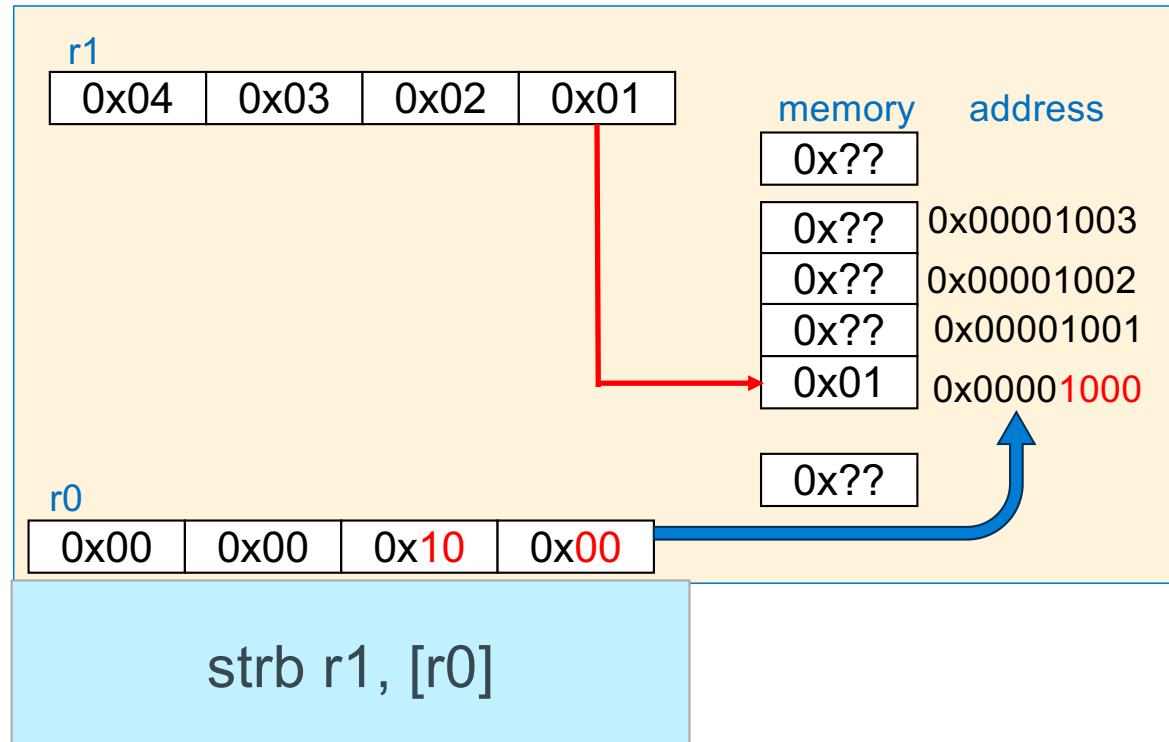 r1
0x04 0x03 0x02 0x01
memory address
0x??
0x?? 0x00001003
0x?? 0x00001002
0x?? 0x00001001
0x01 0x00001000
0x??
r0
0x00 0x00 0x10 0x00
strb r1, [r0]